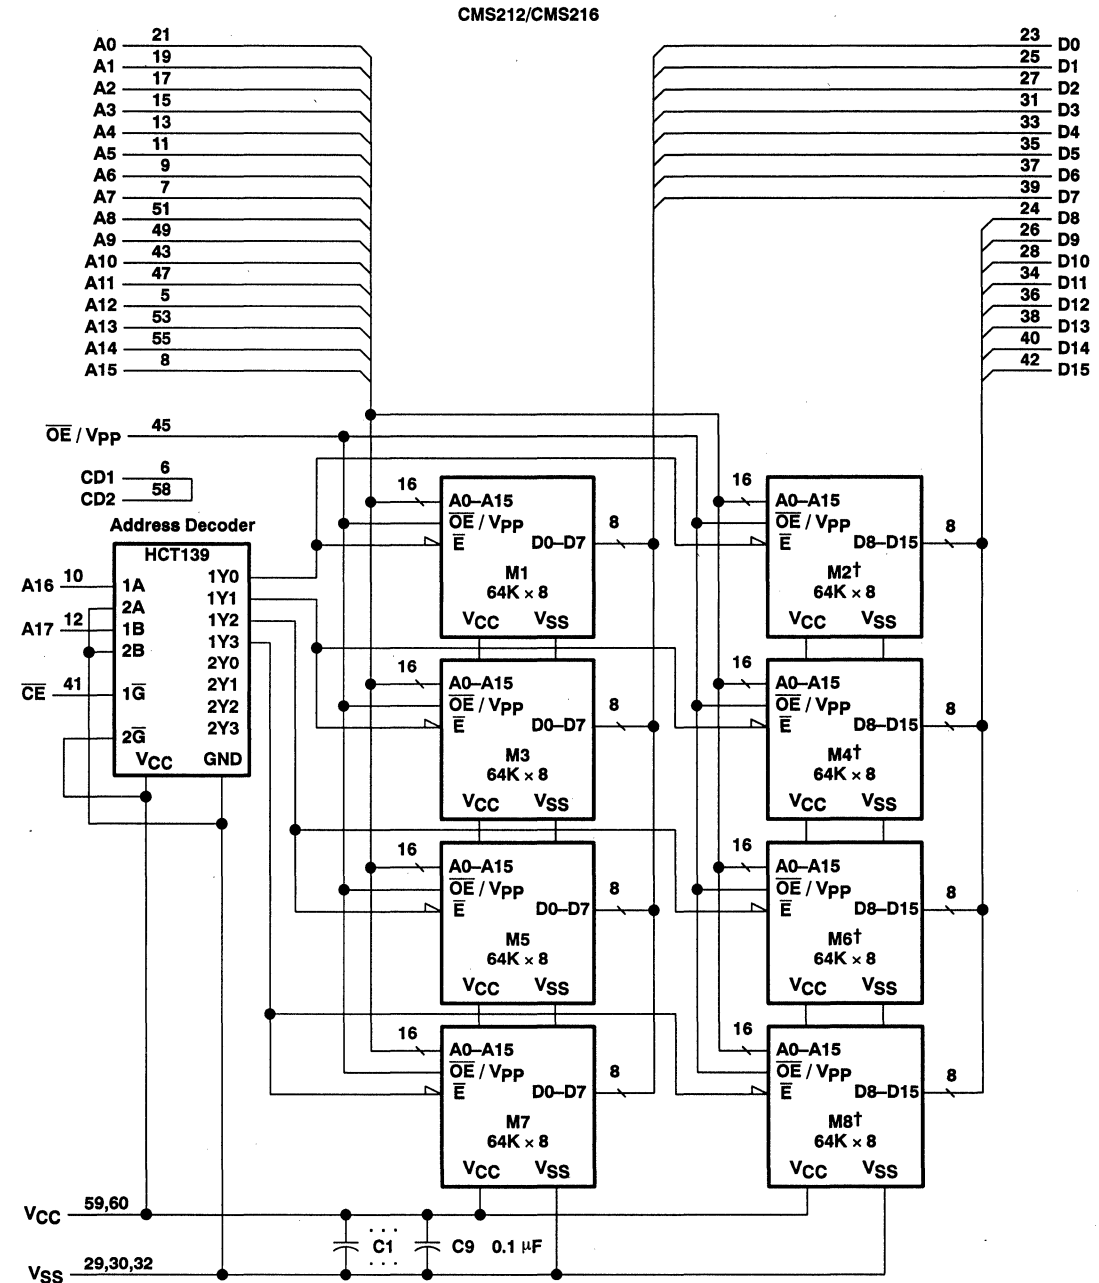 CMS212/CMS216
A0 21
A1 19
A2 17
A3 15
A4 13
A5 11
A6 9
A7 7
A8 51
A9 49
A10 43
A11 47
A12 5
A13 53
A14 55
A15 8
23 D0
25 D1
27 D2
31 D3
33 D4
35 D5
37 D6
39 D7
24 D8
26 D9
28 D10
34 D11
36 D12
38 D13
40 D14
42 D15
O̅E̅ / VPP 45
CD1 6
CD2 58
Address Decoder
HCT139
A16 10 1A
2A
A17 12 1B
2B
C̅E̅ 41 1G̅
2G̅
1Y0
1Y1
1Y2
1Y3
2Y0
2Y1
2Y2
2Y3
VCC GND
16 A0–A15
O̅E̅ / VPP
E̅ D0–D7 8
M1
64K × 8
VCC VSS
16 A0–A15
O̅E̅ / VPP
E̅ D8–D15 8
M2†
64K × 8
VCC VSS
16 A0–A15
O̅E̅ / VPP
E̅ D0–D7 8
M3
64K × 8
VCC VSS
16 A0–A15
O̅E̅ / VPP
E̅ D8–D15 8
M4†
64K × 8
VCC VSS
16 A0–A15
O̅E̅ / VPP
E̅ D0–D7 8
M5
64K × 8
VCC VSS
16 A0–A15
O̅E̅ / VPP
E̅ D8–D15 8
M6†
64K × 8
VCC VSS
16 A0–A15
O̅E̅ / VPP
E̅ D0–D7 8
M7
64K × 8
VCC VSS
16 A0–A15
O̅E̅ / VPP
E̅ D8–D15 8
M8†
64K × 8
VCC VSS
VCC 59,60
. . .
C1 C9 0.1 µF
. . .
VSS 29,30,32